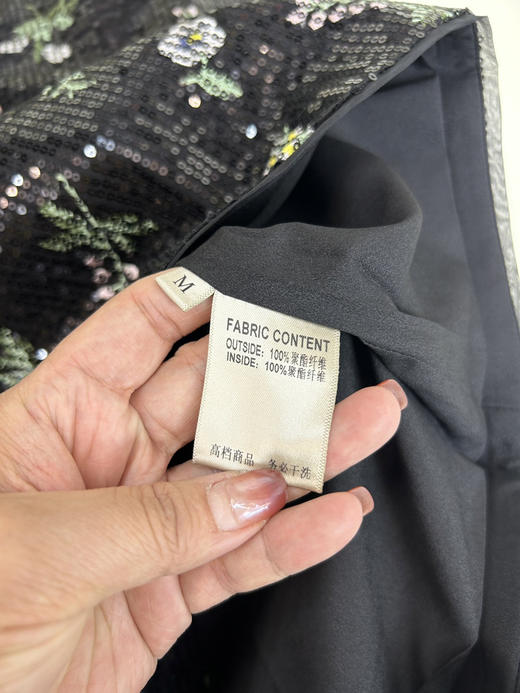 M
FABRIC CONTENT
OUTSIDE: 100%聚酯纤维
INSIDE: 100%聚酯纤维
高档商品 务必干洗